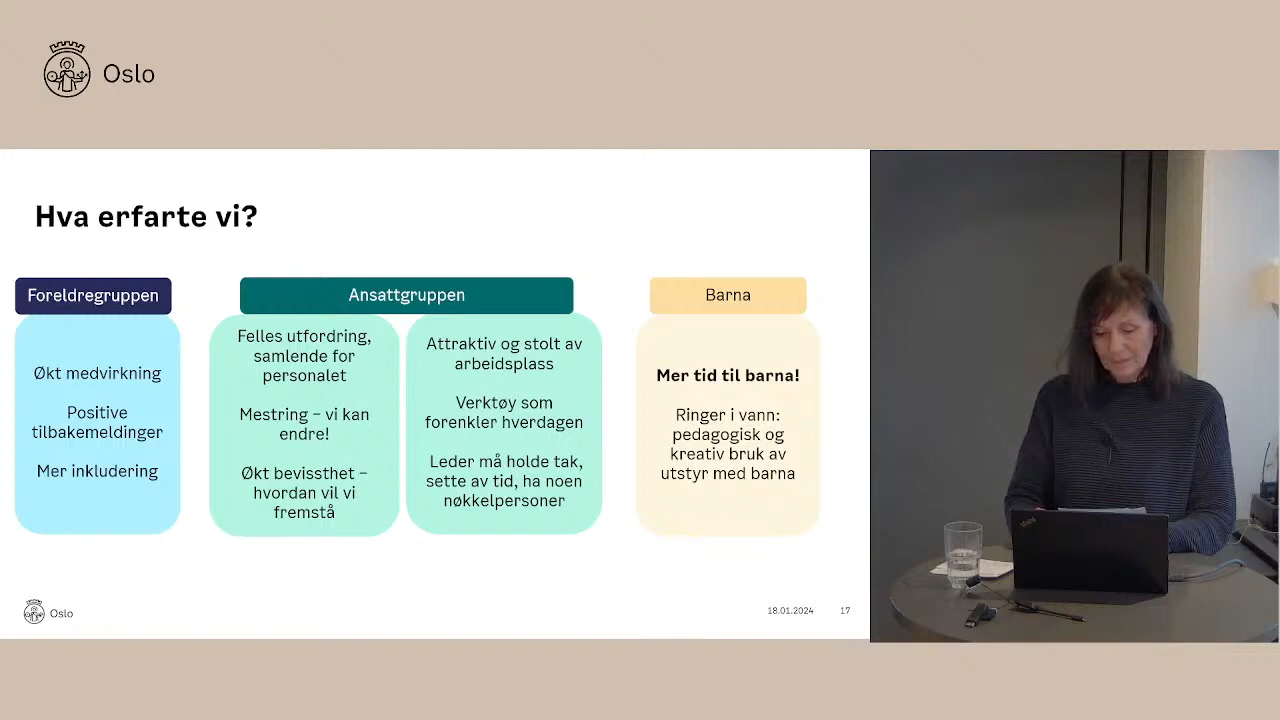 Oslo
Hva erfarte vi?
Foreldregruppen
Økt medvirkning
Positive
tilbakemeldinger
Mer inkludering
Ansattgruppen
Felles utfordring,
samlende for
personalet
Mestring – vi kan
endre!
Økt bevissthet –
hvordan vil vi
fremstå
Attraktiv og stolt av
arbeidsplass
Verktøy som
forenkler hverdagen
Leder må holde tak,
sette av tid, ha noen
nøkkelpersoner
Barna
Mer tid til barna!
Ringer i vann:
pedagogisk og
kreativ bruk av
utstyr med barna
Oslo
18.01.2024
17